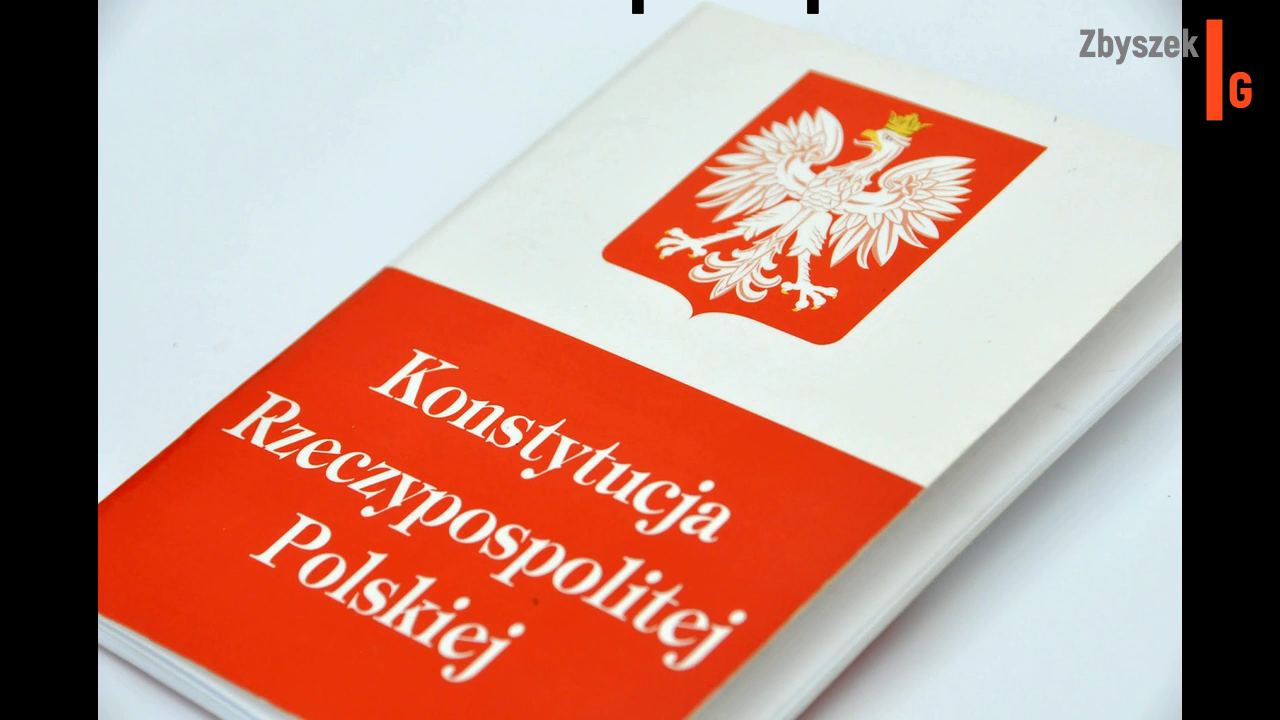 Zbyszek
G
Konstytucja
Rzeczypospolitej
Polskiej